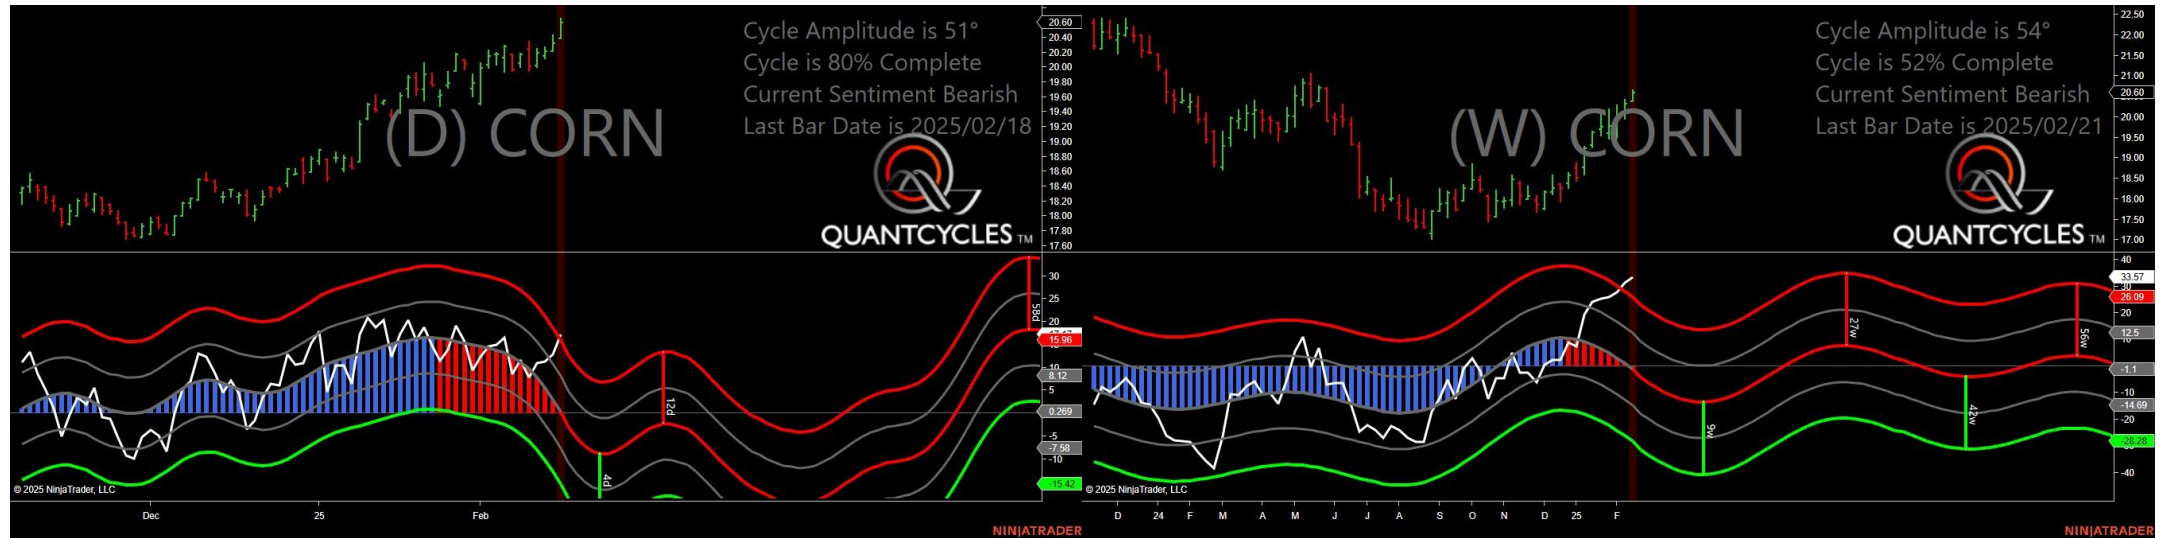 Cycle Amplitude is 51°
Cycle is 80% Complete
Current Sentiment Bearish
Last Bar Date is 2025/02/18
(D) CORN
QUANTCYCLES TM
20.60
20.40
20.20
20.00
19.80
19.60
19.40
19.20
19.00
18.80
18.60
18.40
18.20
18.00
17.80
17.60
30
25
20
15.96
10
8.12
5
0.269
-5
-7.58
-10
-15.42
58d
12d
4d
© 2025 NinjaTrader, LLC
Dec
25
Feb
NINJATRADER
Cycle Amplitude is 54°
Cycle is 52% Complete
Current Sentiment Bearish
Last Bar Date is 2025/02/21
(W) CORN
QUANTCYCLES TM
22.50
22.00
21.50
21.00
20.60
20.00
19.50
19.00
18.50
18.00
17.50
17.00
40
33.57
30
26.09
20
12.5
10
-1.1
-10
-14.69
-20
-28.28
-40
27w
56w
9w
42w
© 2025 NinjaTrader, LLC
D 24 F M A M J J A S O N D 25 F
NINJATRADER